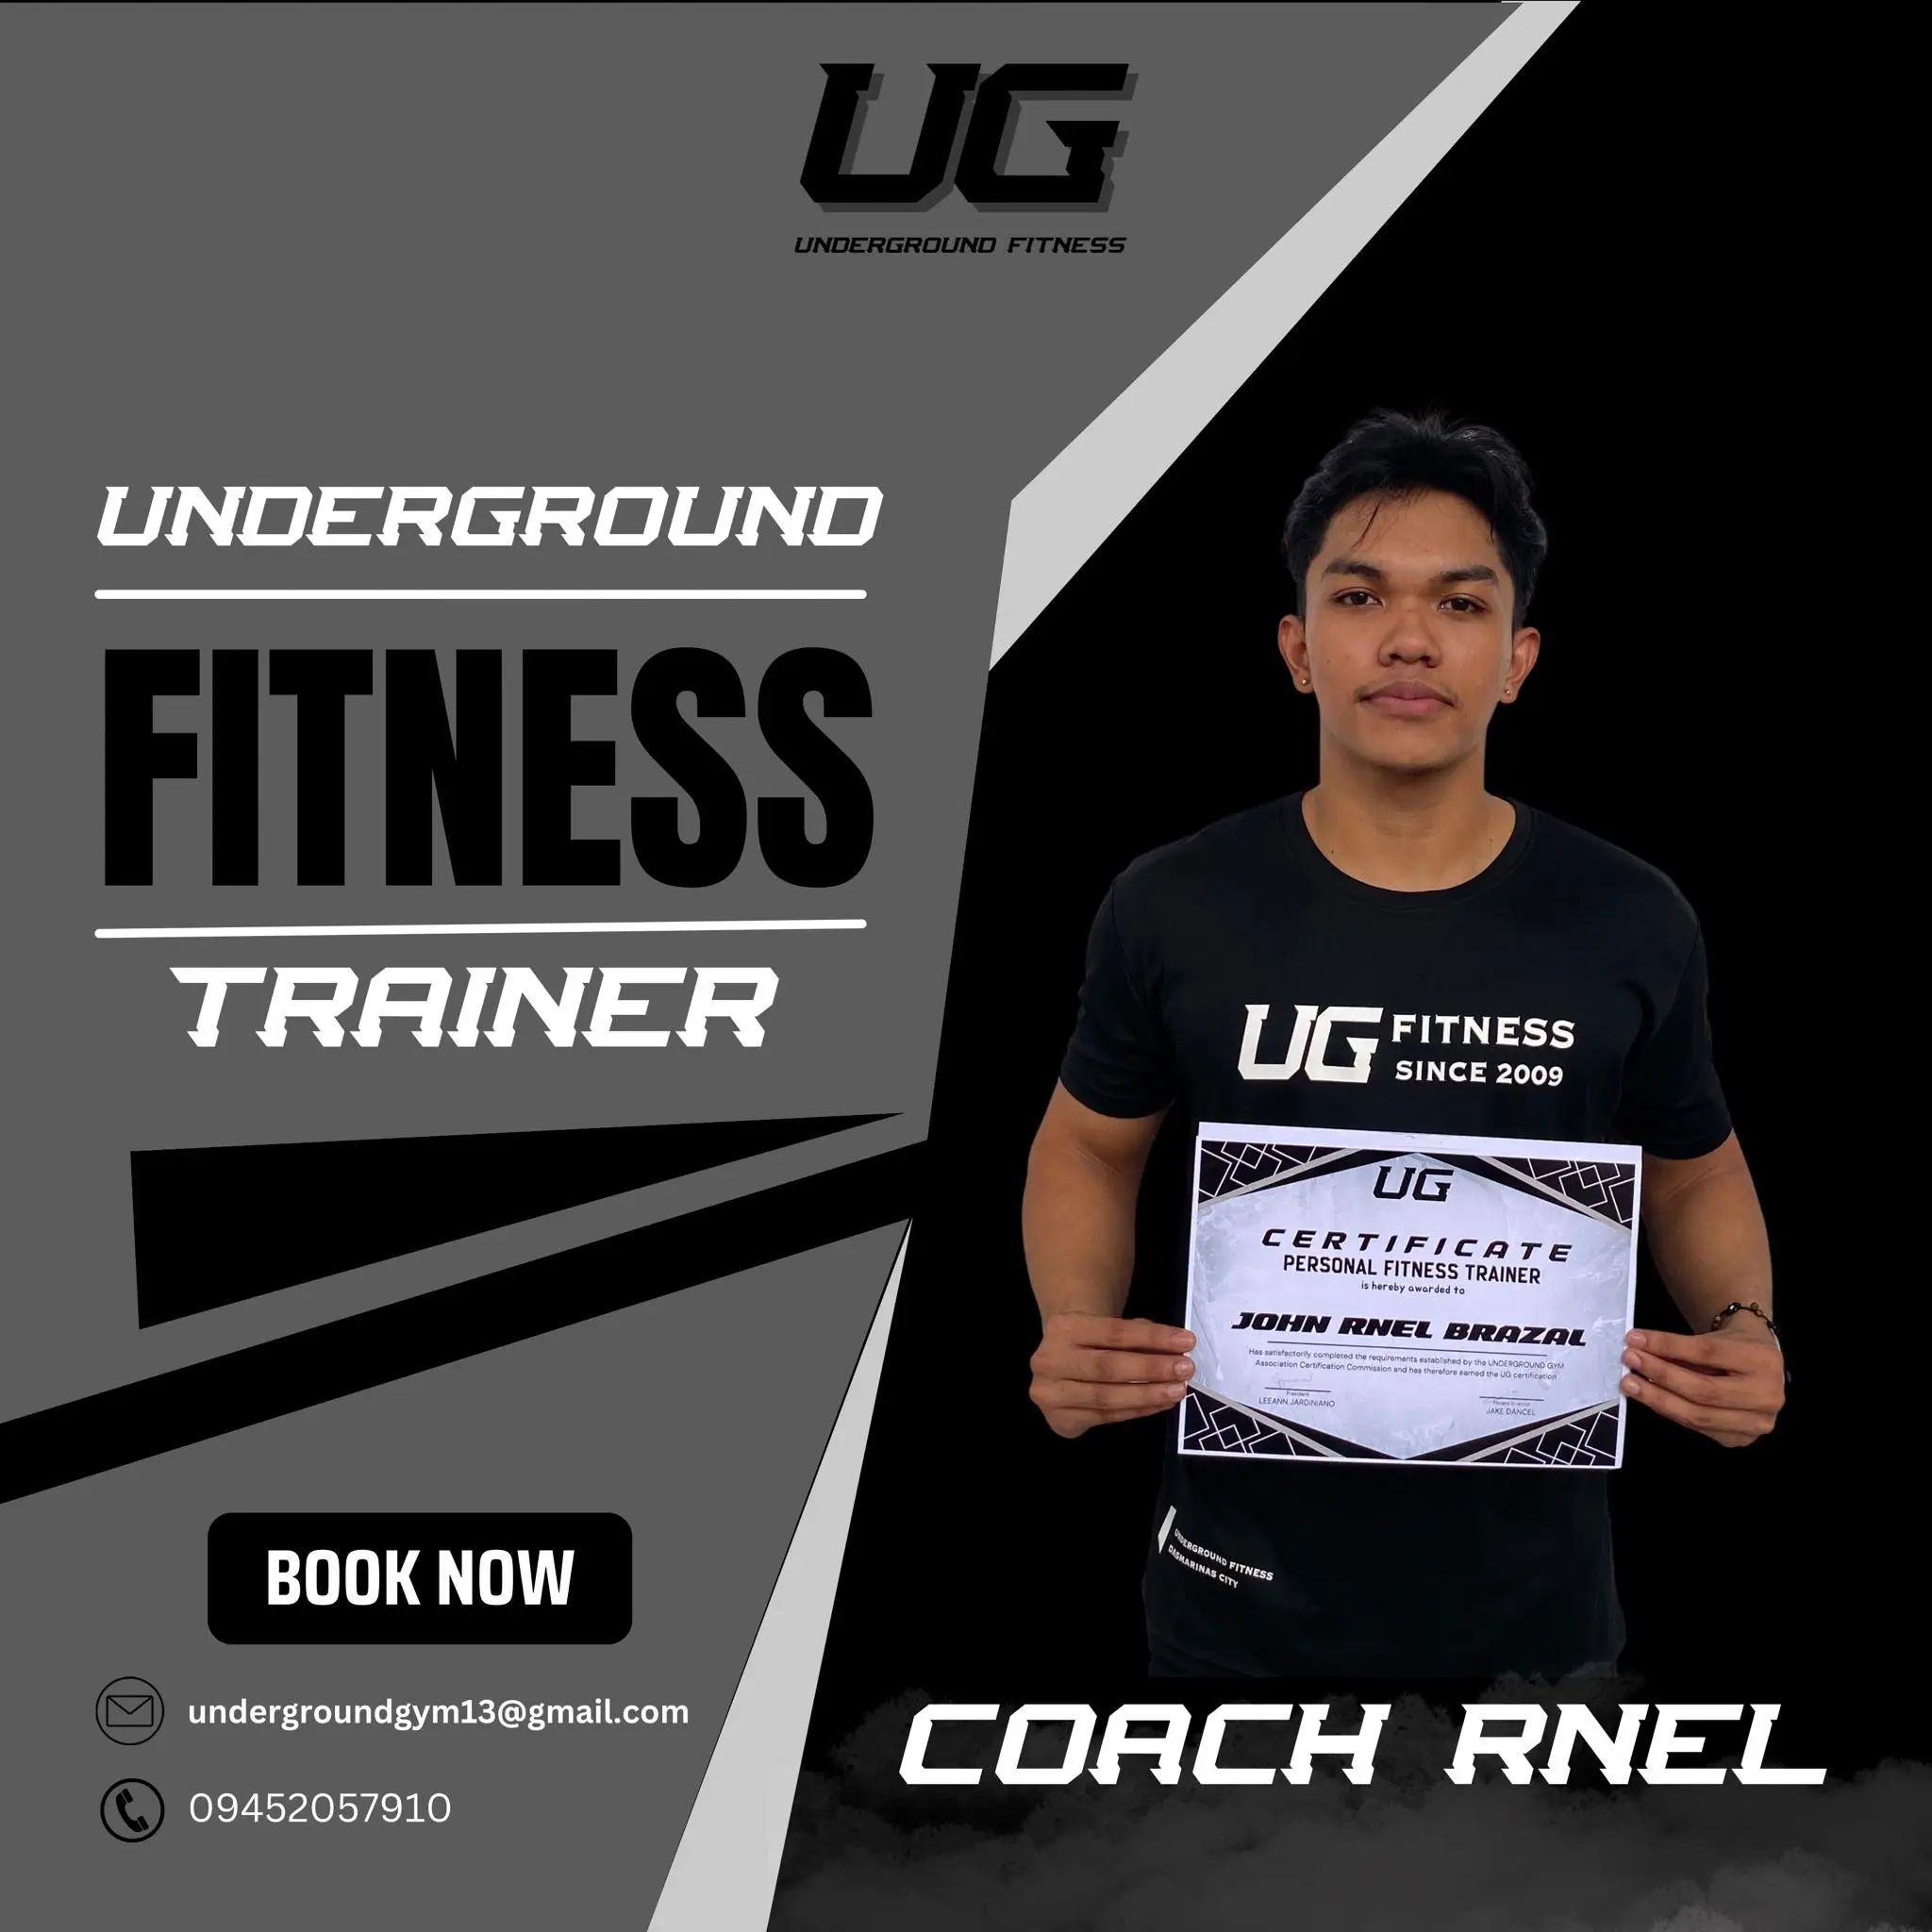 UG
UNDERGROUND FITNESS
UNDERGROUND
FITNESS
TRAINER
BOOK NOW
undergroundgym13@gmail.com
09452057910
UG FITNESS
SINCE 2009
UG
CERTIFICATE
PERSONAL FITNESS TRAINER
is hereby awarded to
JOHN RNEL BRAZAL
Has satisfactorily completed the requirements established by the UNDERGROUND GYM
Association Certification Commission and has therefore earned the UG certification
President
LEEANN JARDINIANO
JAKE DANCEL
UNDERGROUND FITNESS
DASMARINAS CITY
COACH RNEL